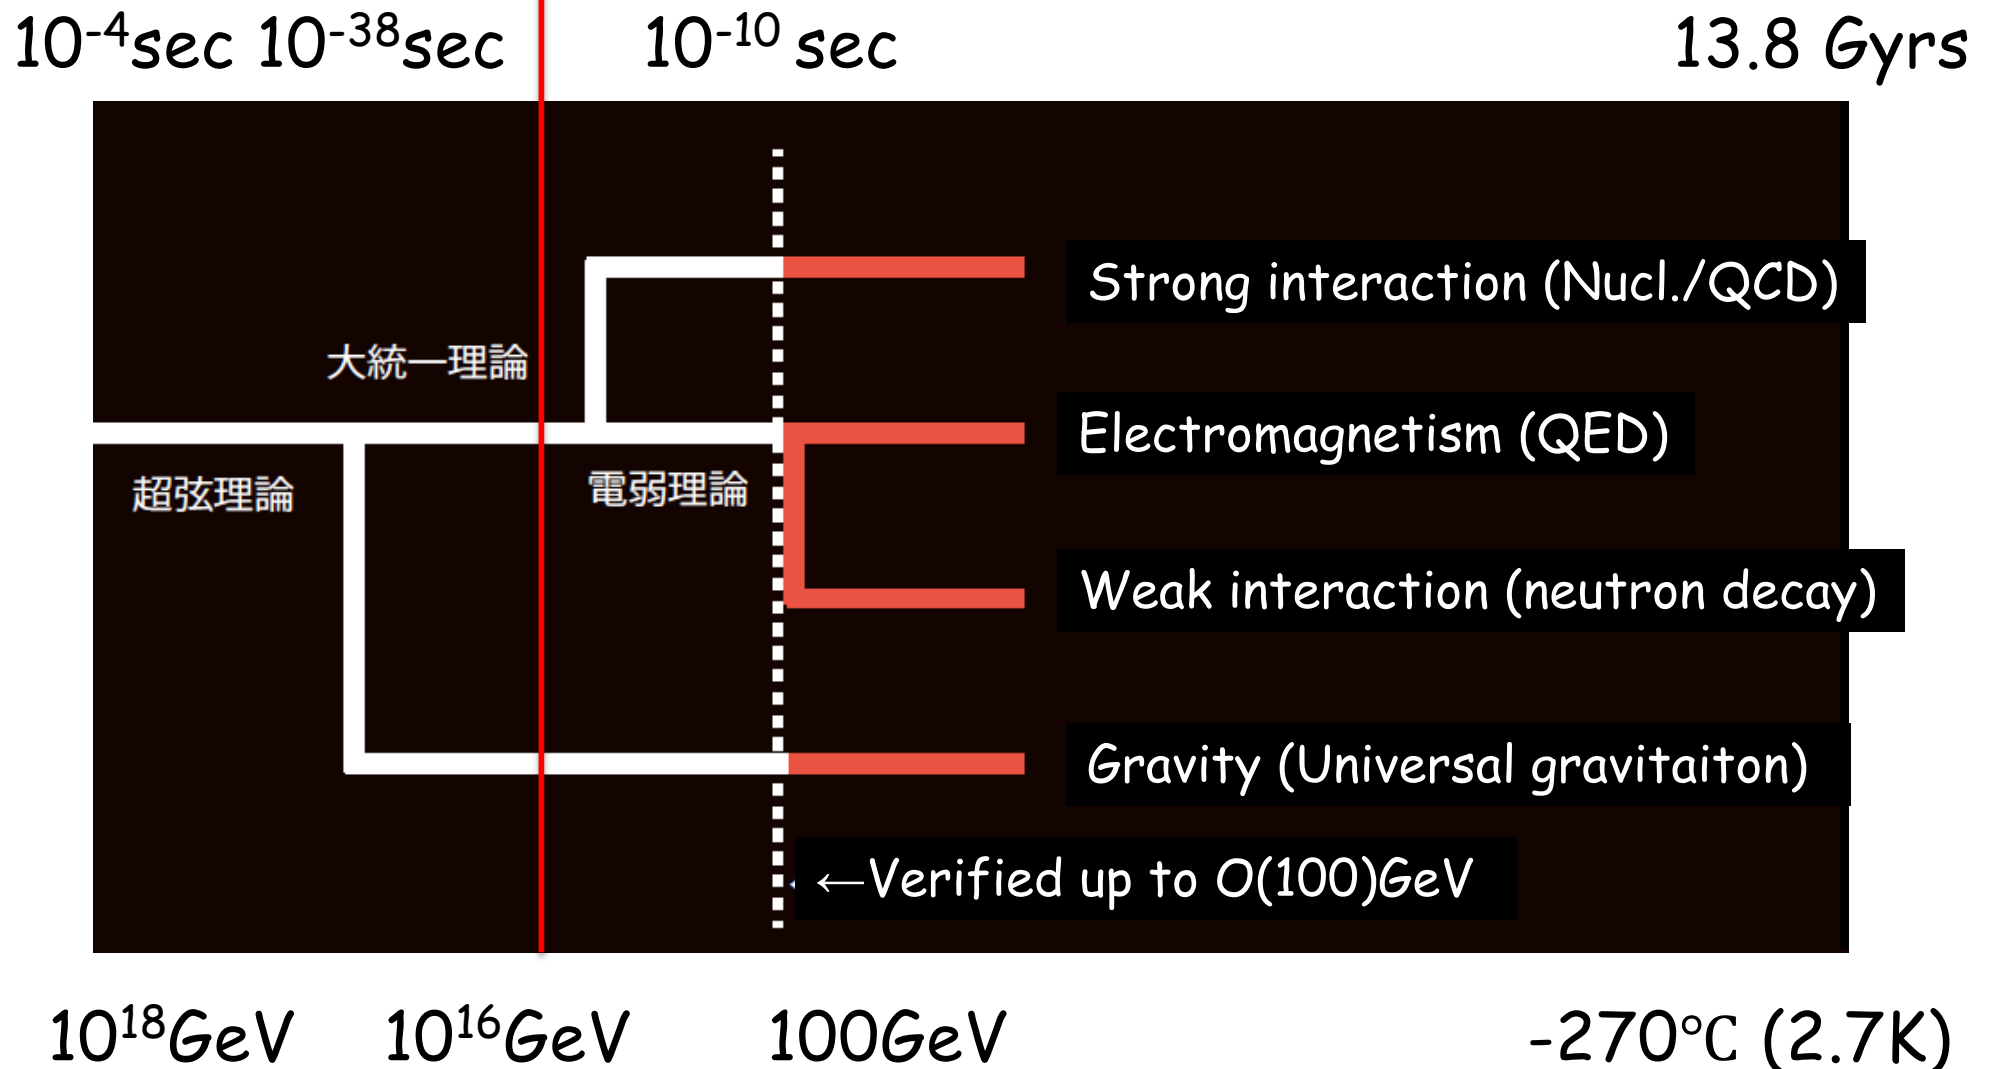 10⁻⁴sec 10⁻³⁸sec 10⁻¹⁰ sec 13.8 Gyrs
Strong interaction (Nucl./QCD)
大統一理論
Electromagnetism (QED)
超弦理論
電弱理論
Weak interaction (neutron decay)
Gravity (Universal gravitaiton)
←Verified up to O(100)GeV
10¹⁸GeV 10¹⁶GeV 100GeV -270℃ (2.7K)